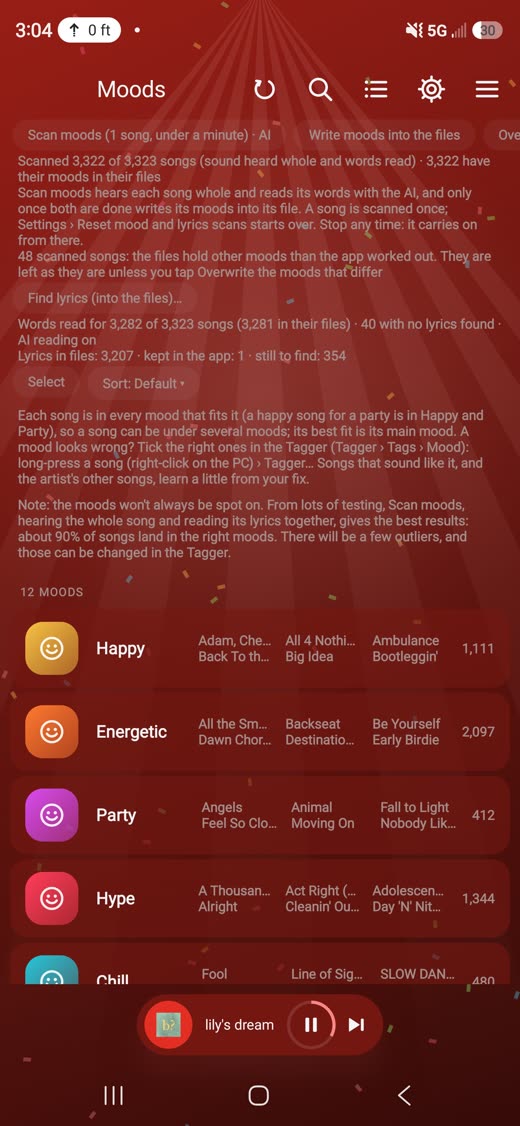 3:04 ↑ 0 ft • 5G 30
Moods
Scan moods (1 song, under a minute) · AI Write moods into the files Ove
Scanned 3,322 of 3,323 songs (sound heard whole and words read) · 3,322 have
their moods in their files
Scan moods hears each song whole and reads its words with the AI, and only
once both are done writes its moods into its file. A song is scanned once;
Settings › Reset mood and lyrics scans starts over. Stop any time: it carries on
from there.
48 scanned songs: the files hold other moods than the app worked out. They are
left as they are unless you tap Overwrite the moods that differ
Find lyrics (into the files)...
Words read for 3,282 of 3,323 songs (3,281 in their files) · 40 with no lyrics found ·
AI reading on
Lyrics in files: 3,207 · kept in the app: 1 · still to find: 354
Select Sort: Default ▾
Each song is in every mood that fits it (a happy song for a party is in Happy and
Party), so a song can be under several moods; its best fit is its main mood. A
mood looks wrong? Tick the right ones in the Tagger (Tagger › Tags › Mood):
long-press a song (right-click on the PC) › Tagger... Songs that sound like it, and
the artist's other songs, learn a little from your fix.
Note: the moods won't always be spot on. From lots of testing, Scan moods,
hearing the whole song and reading its lyrics together, gives the best results:
about 90% of songs land in the right moods. There will be a few outliers, and
those can be changed in the Tagger.
12 MOODS
Happy Adam, Che... All 4 Nothi... Ambulance 1,111
Back To th... Big Idea Bootleggin'
Energetic All the Sm... Backseat Be Yourself 2,097
Dawn Chor... Destinatio... Early Birdie
Party Angels Animal Fall to Light 412
Feel So Clo... Moving On Nobody Lik...
Hype A Thousan... Act Right (... Adolescen... 1,344
Alright Cleanin' Ou... Day 'N' Nit...
Chill Fool Line of Sig... SLOW DAN... 480
b?
lily's dream